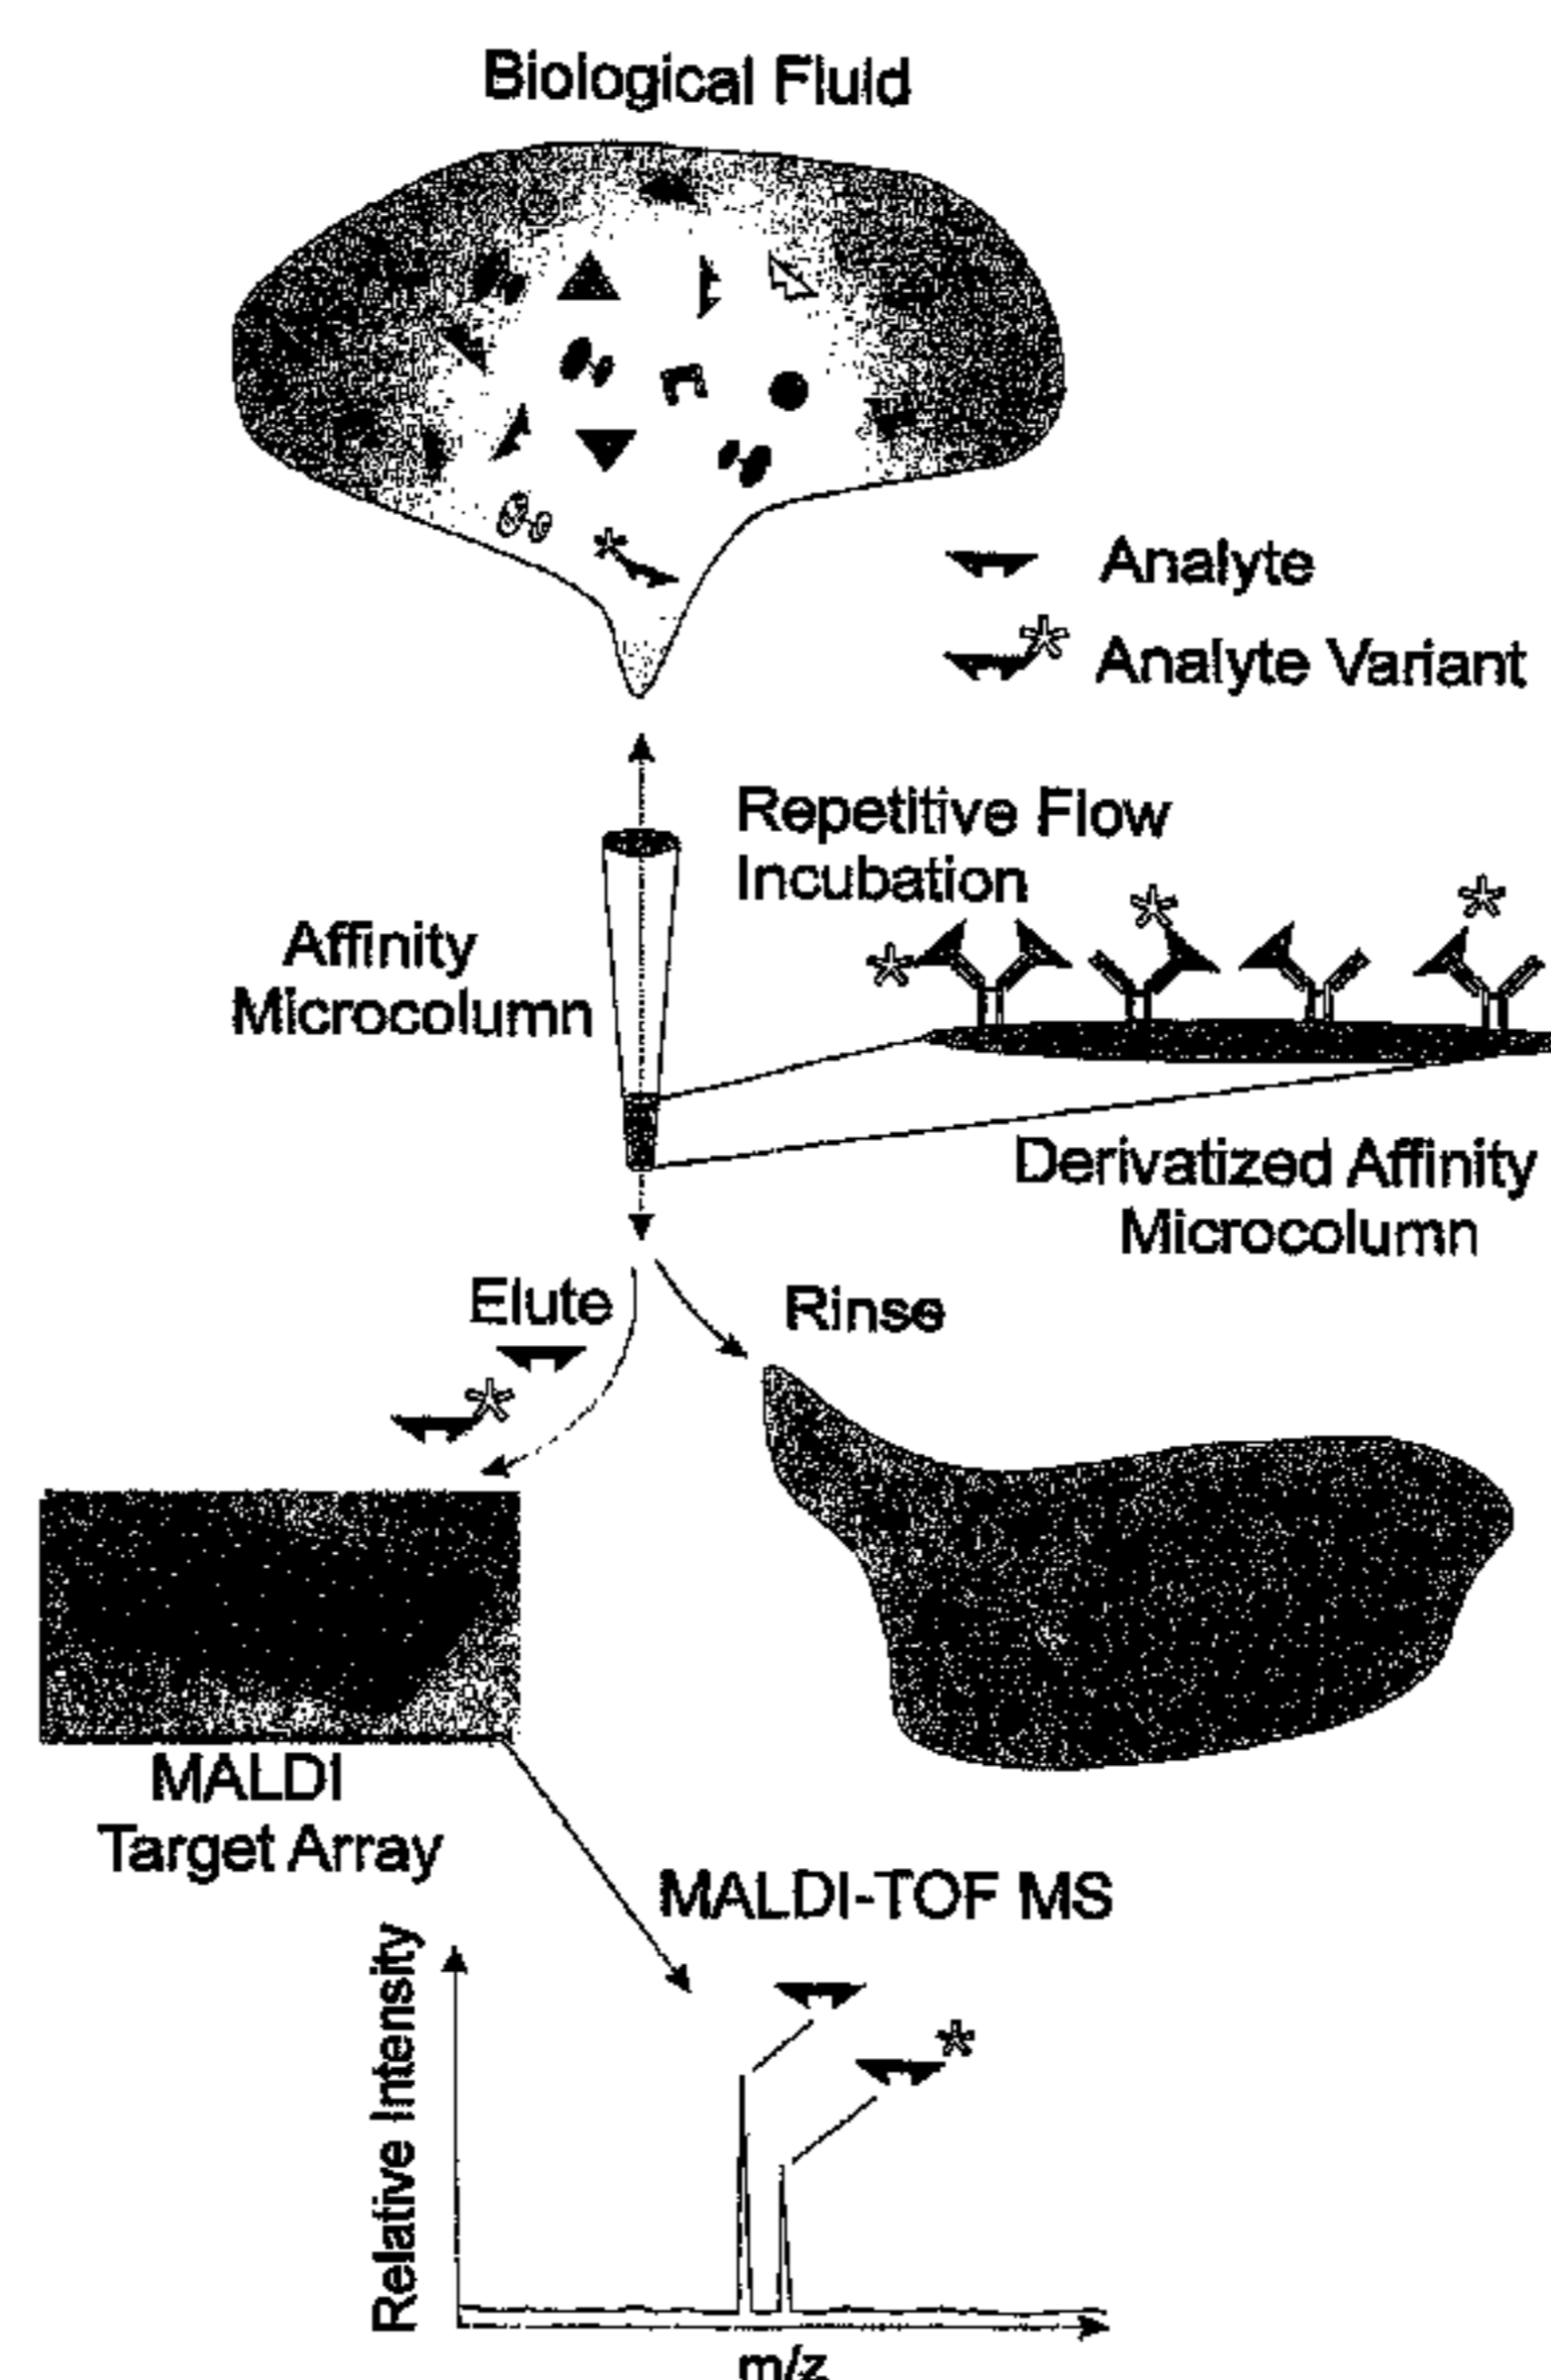 Biological Fluid
Analyte
Analyte Variant
Repetitive Flow
Incubation
Affinity
Microcolumn
Derivatized Affinity
Microcolumn
Elute
Rinse
MALDI
Target Array
MALDI-TOF MS
Relative Intensity
m/z